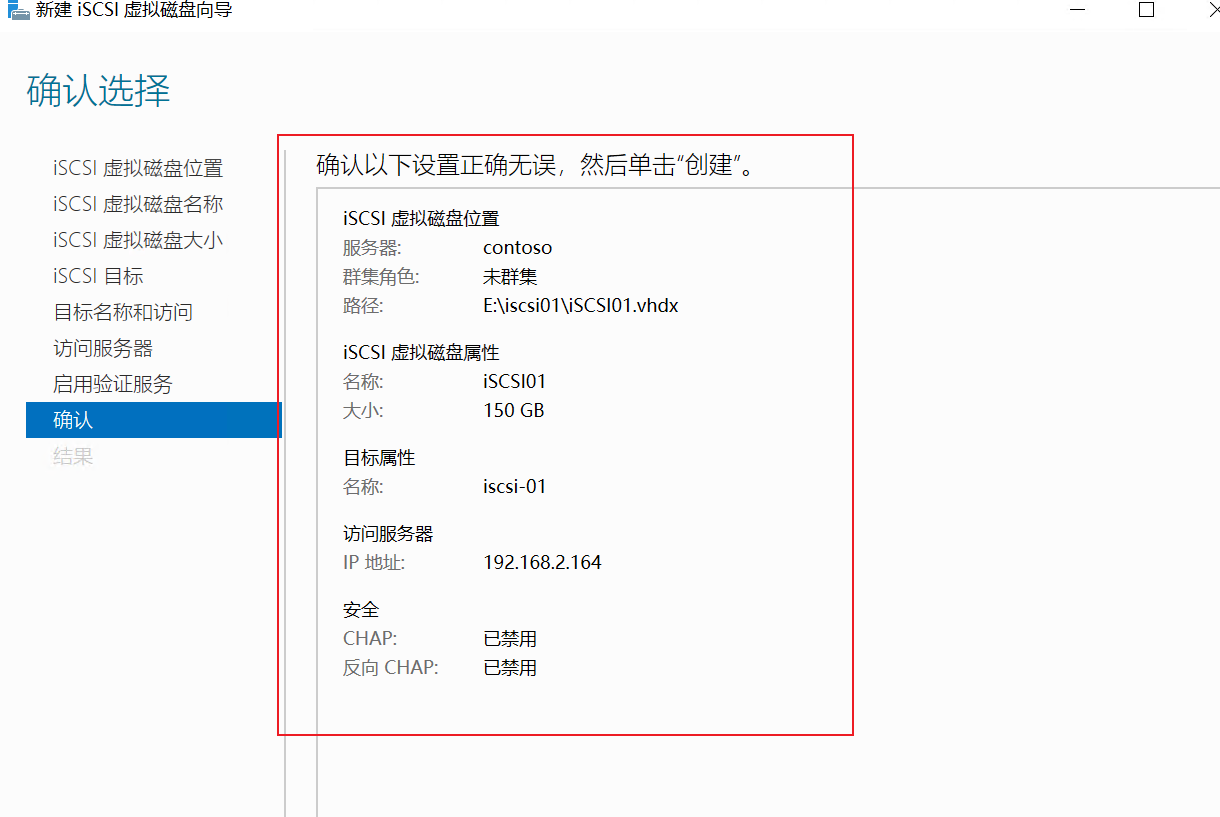 新建 iSCSI 虚拟磁盘向导
确认选择
iSCSI 虚拟磁盘位置
iSCSI 虚拟磁盘名称
iSCSI 虚拟磁盘大小
iSCSI 目标
目标名称和访问
访问服务器
启用验证服务
确认
结果
确认以下设置正确无误，然后单击“创建”。
iSCSI 虚拟磁盘位置
服务器: contoso
群集角色: 未群集
路径: E:\iscsi01\iSCSI01.vhdx
iSCSI 虚拟磁盘属性
名称: iSCSI01
大小: 150 GB
目标属性
名称: iscsi-01
访问服务器
IP 地址: 192.168.2.164
安全
CHAP: 已禁用
反向 CHAP: 已禁用